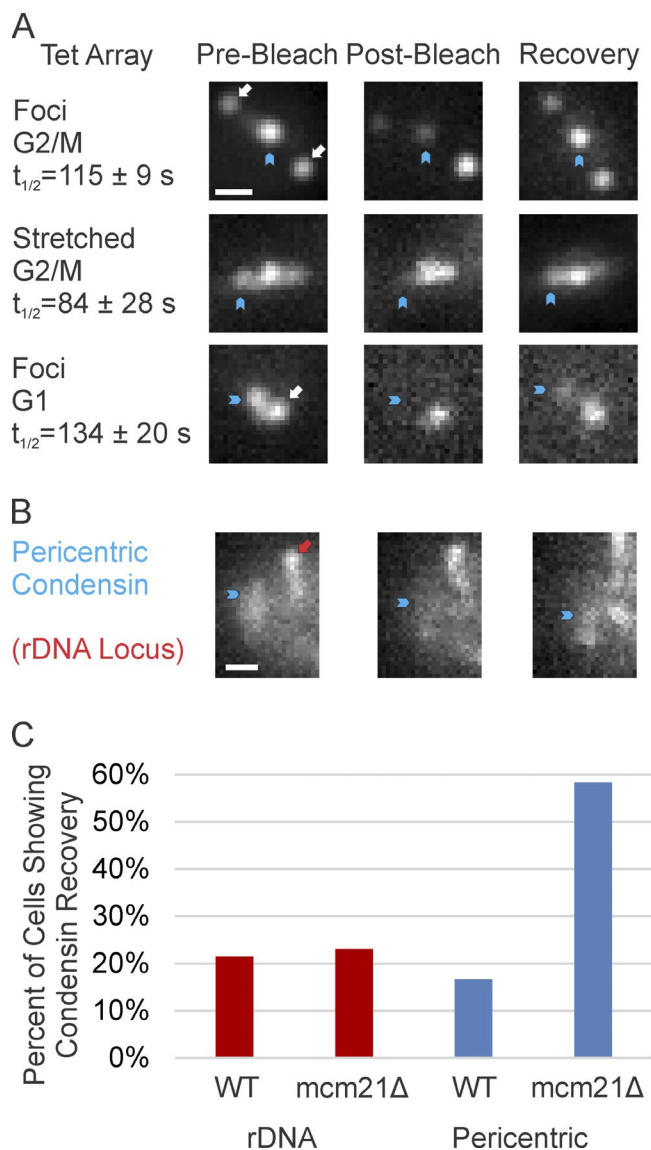 A
Tet Array
Pre-Bleach Post-Bleach Recovery
Foci
G2/M
t1/2=115 ± 9 s
Stretched
G2/M
t1/2=84 ± 28 s
Foci
G1
t1/2=134 ± 20 s
B
Pericentric
Condensin
(rDNA Locus)
C
Percent of Cells Showing
Condensin Recovery
60%
50%
40%
30%
20%
10%
0%
WT mcm21Δ WT mcm21Δ
rDNA Pericentric